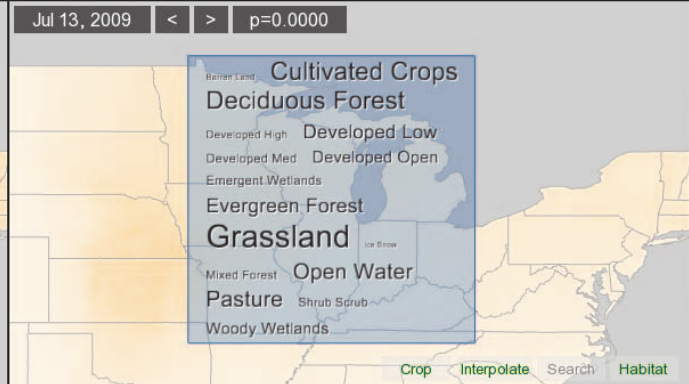 Jul 13, 2009 < > p=0.0000
Barren Land Cultivated Crops
Deciduous Forest
Developed High Developed Low
Developed Med Developed Open
Emergent Wetlands
Evergreen Forest
Grassland Ice Snow
Mixed Forest Open Water
Pasture Shrub Scrub
Woody Wetlands
Crop Interpolate Search Habitat